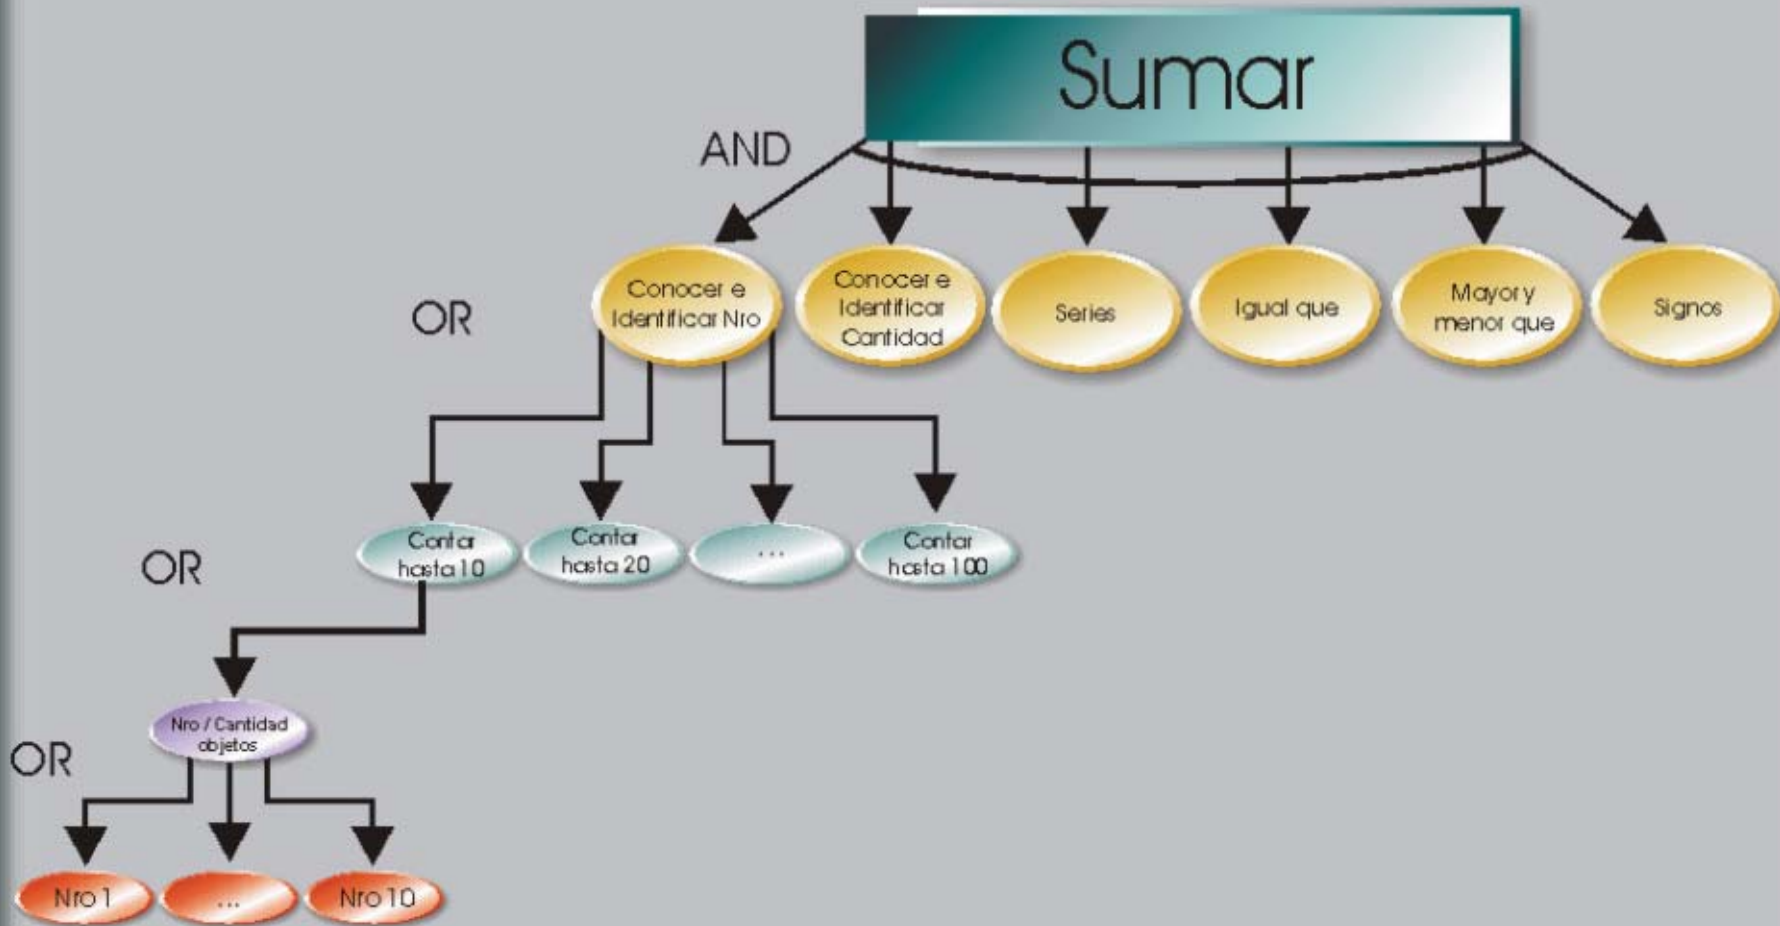 Sumar
AND
OR
Conocer e
Identificar Nro
Conocer e
Identificar
Cantidad
Series
Igual que
Mayor y
menor que
Signos
OR
Contar
hasta 10
Contar
hasta 20
...
Contar
hasta 100
OR
Nro / Cantidad
objetos
Nro 1
...
Nro 10